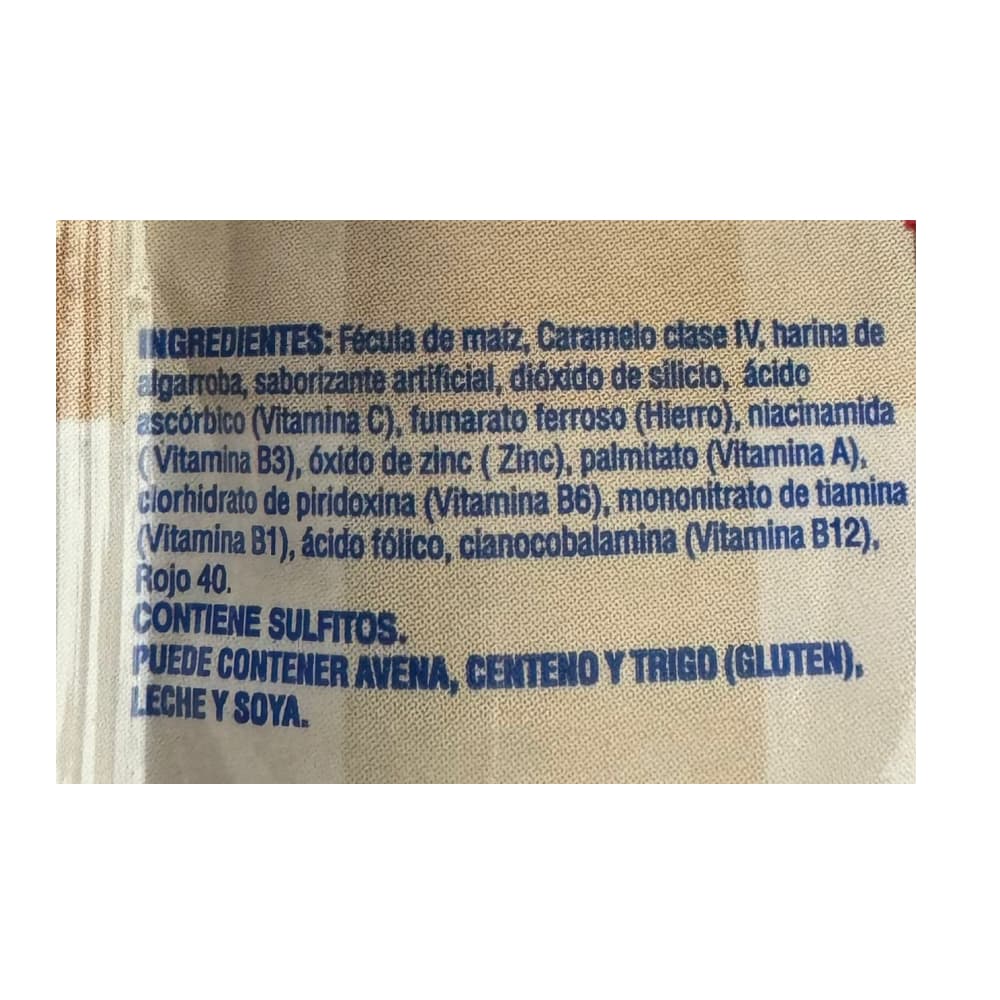 INGREDIENTES: Fécula de maíz, Caramelo clase IV, harina de
algarroba, saborizante artificial, dióxido de silicio, ácido
ascórbico (Vitamina C), fumarato ferroso (Hierro), niacinamida
(Vitamina B3), óxido de zinc ( Zinc), palmitato (Vitamina A),
clorhidrato de piridoxina (Vitamina B6), mononitrato de tiamina
(Vitamina B1), ácido fólico, cianocobalamina (Vitamina B12),
Rojo 40.
CONTIENE SULFITOS.
PUEDE CONTENER AVENA, CENTENO Y TRIGO (GLUTEN),
LECHE Y SOYA.